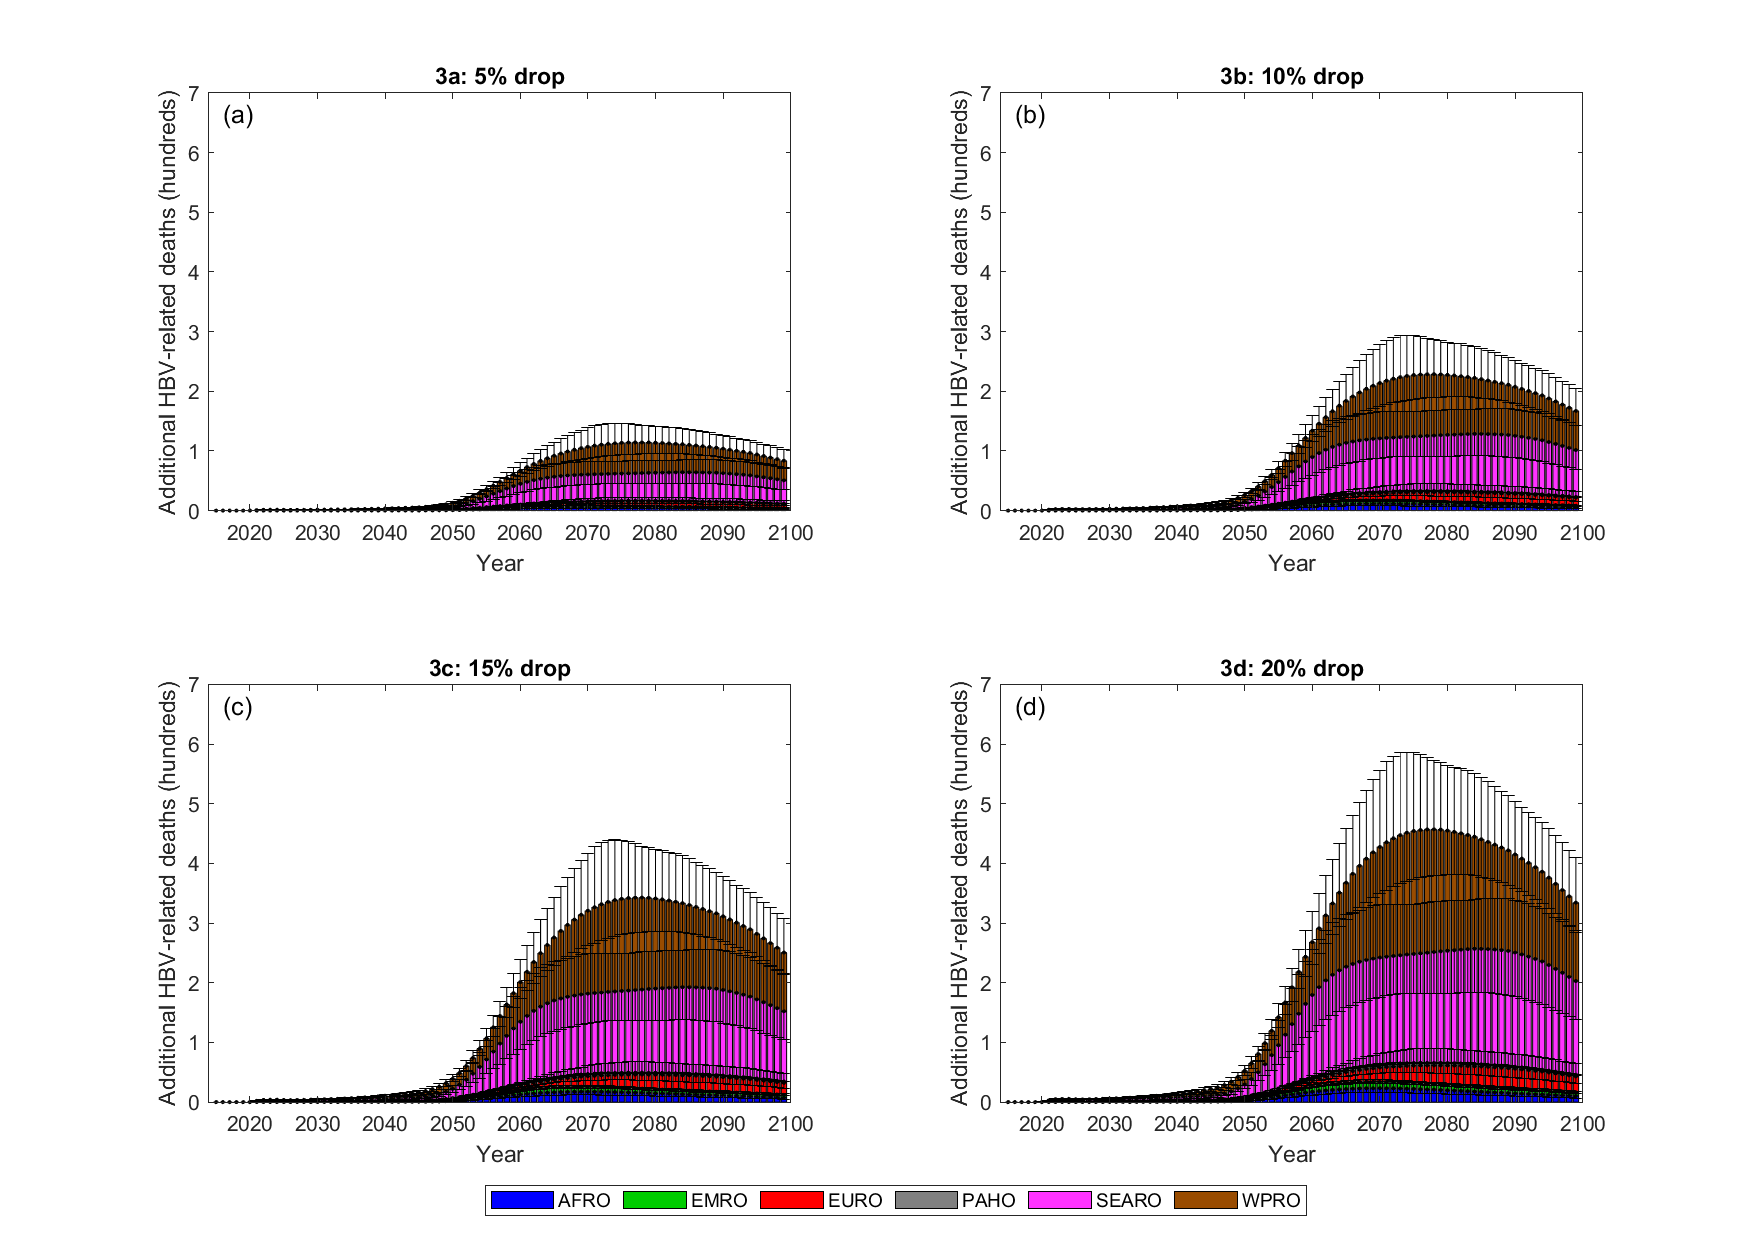 3a: 5% drop
(a)
Additional HBV-related deaths (hundreds)
7
6
5
4
3
2
1
0
2020 2030 2040 2050 2060 2070 2080 2090 2100
Year
3b: 10% drop
(b)
Additional HBV-related deaths (hundreds)
7
6
5
4
3
2
1
0
2020 2030 2040 2050 2060 2070 2080 2090 2100
Year
3c: 15% drop
(c)
Additional HBV-related deaths (hundreds)
7
6
5
4
3
2
1
0
2020 2030 2040 2050 2060 2070 2080 2090 2100
Year
3d: 20% drop
(d)
Additional HBV-related deaths (hundreds)
7
6
5
4
3
2
1
0
2020 2030 2040 2050 2060 2070 2080 2090 2100
Year
AFRO EMRO EURO PAHO SEARO WPRO